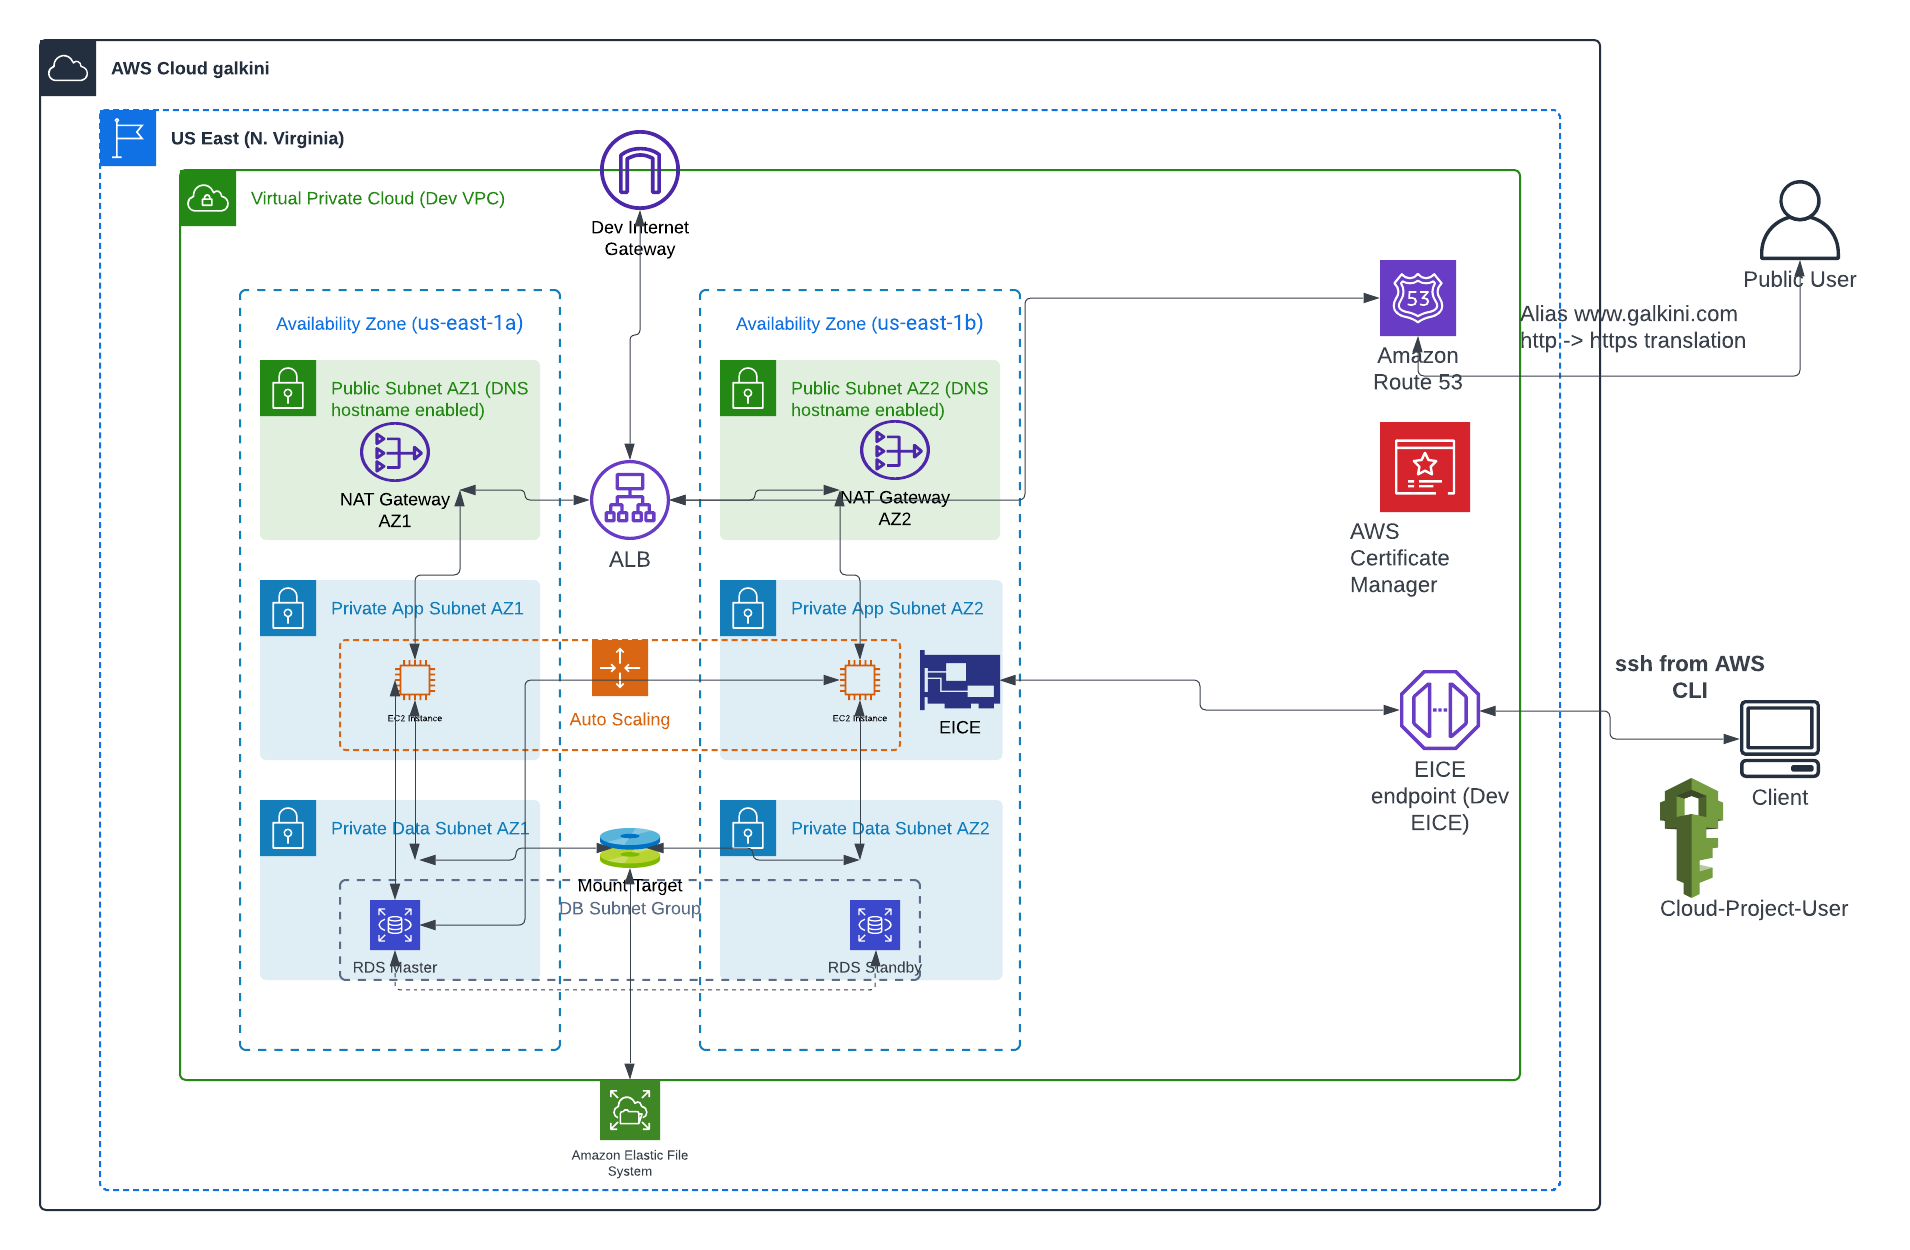 AWS Cloud galkini
US East (N. Virginia)
Virtual Private Cloud (Dev VPC)
Dev Internet
Gateway
Public User
Availability Zone (us-east-1a)
Availability Zone (us-east-1b)
53
Alias www.galkini.com
http -> https translation
Amazon
Route 53
Public Subnet AZ1 (DNS
hostname enabled)
Public Subnet AZ2 (DNS
hostname enabled)
NAT Gateway
AZ1
NAT Gateway
AZ2
ALB
AWS
Certificate
Manager
Private App Subnet AZ1
Private App Subnet AZ2
EC2 Instance
Auto Scaling
EC2 Instance
EICE
ssh from AWS
CLI
EICE
endpoint (Dev
EICE)
Client
Cloud-Project-User
Private Data Subnet AZ1
Private Data Subnet AZ2
Mount Target
DB Subnet Group
RDS Master
RDS Standby
Amazon Elastic File
System